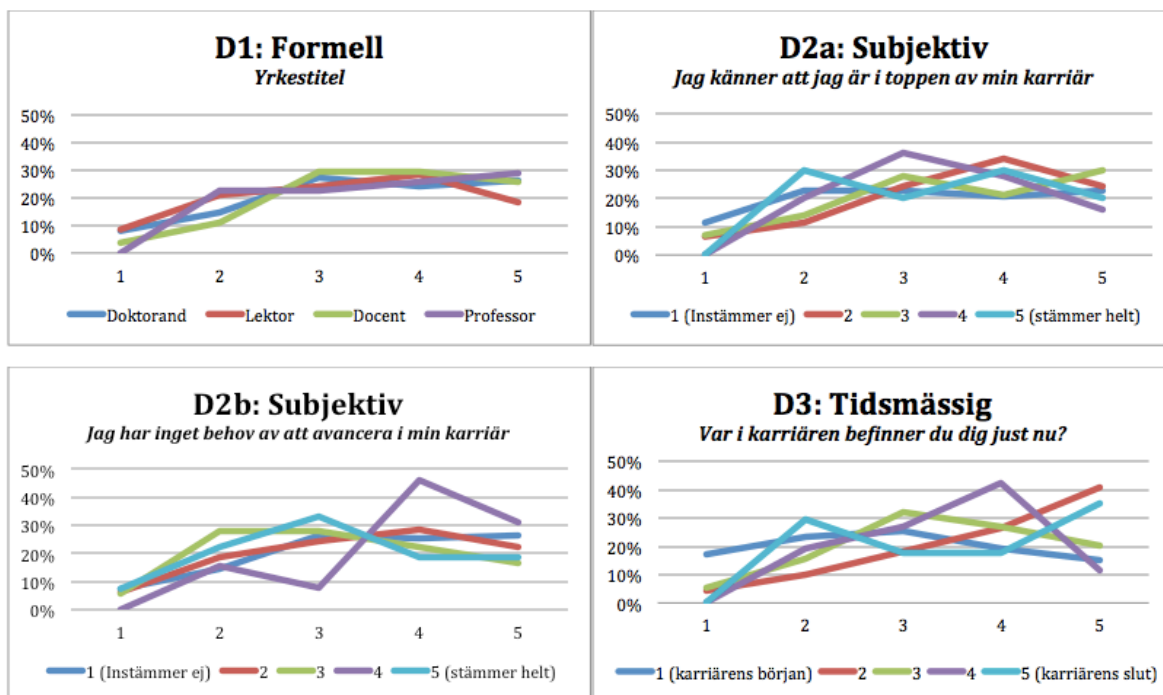 D1: Formell
Yrkestitel
50%
40%
30%
20%
10%
0%
1 2 3 4 5
Doktorand Lektor Docent Professor
D2a: Subjektiv
Jag känner att jag är i toppen av min karriär
50%
40%
30%
20%
10%
0%
1 2 3 4 5
1 (Instämmer ej) 2 3 4 5 (stämmer helt)
D2b: Subjektiv
Jag har inget behov av att avancera i min karriär
50%
40%
30%
20%
10%
0%
1 2 3 4 5
1 (Instämmer ej) 2 3 4 5 (stämmer helt)
D3: Tidsmässig
Var i karriären befinner du dig just nu?
50%
40%
30%
20%
10%
0%
1 2 3 4 5
1 (karriärens början) 2 3 4 5 (karriärens slut)